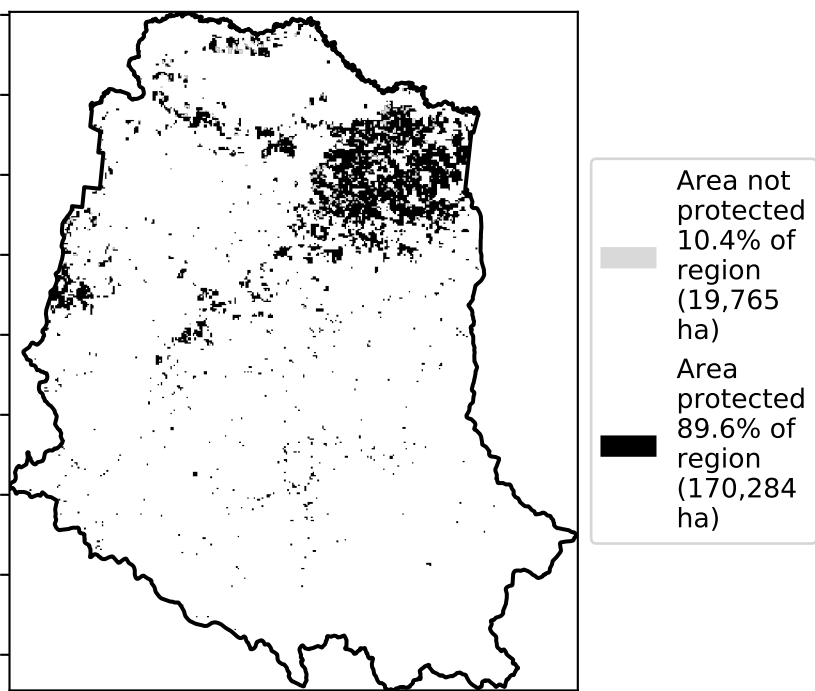 Area not
protected
10.4% of
region
(19,765
ha)
Area
protected
89.6% of
region
(170,284
ha)